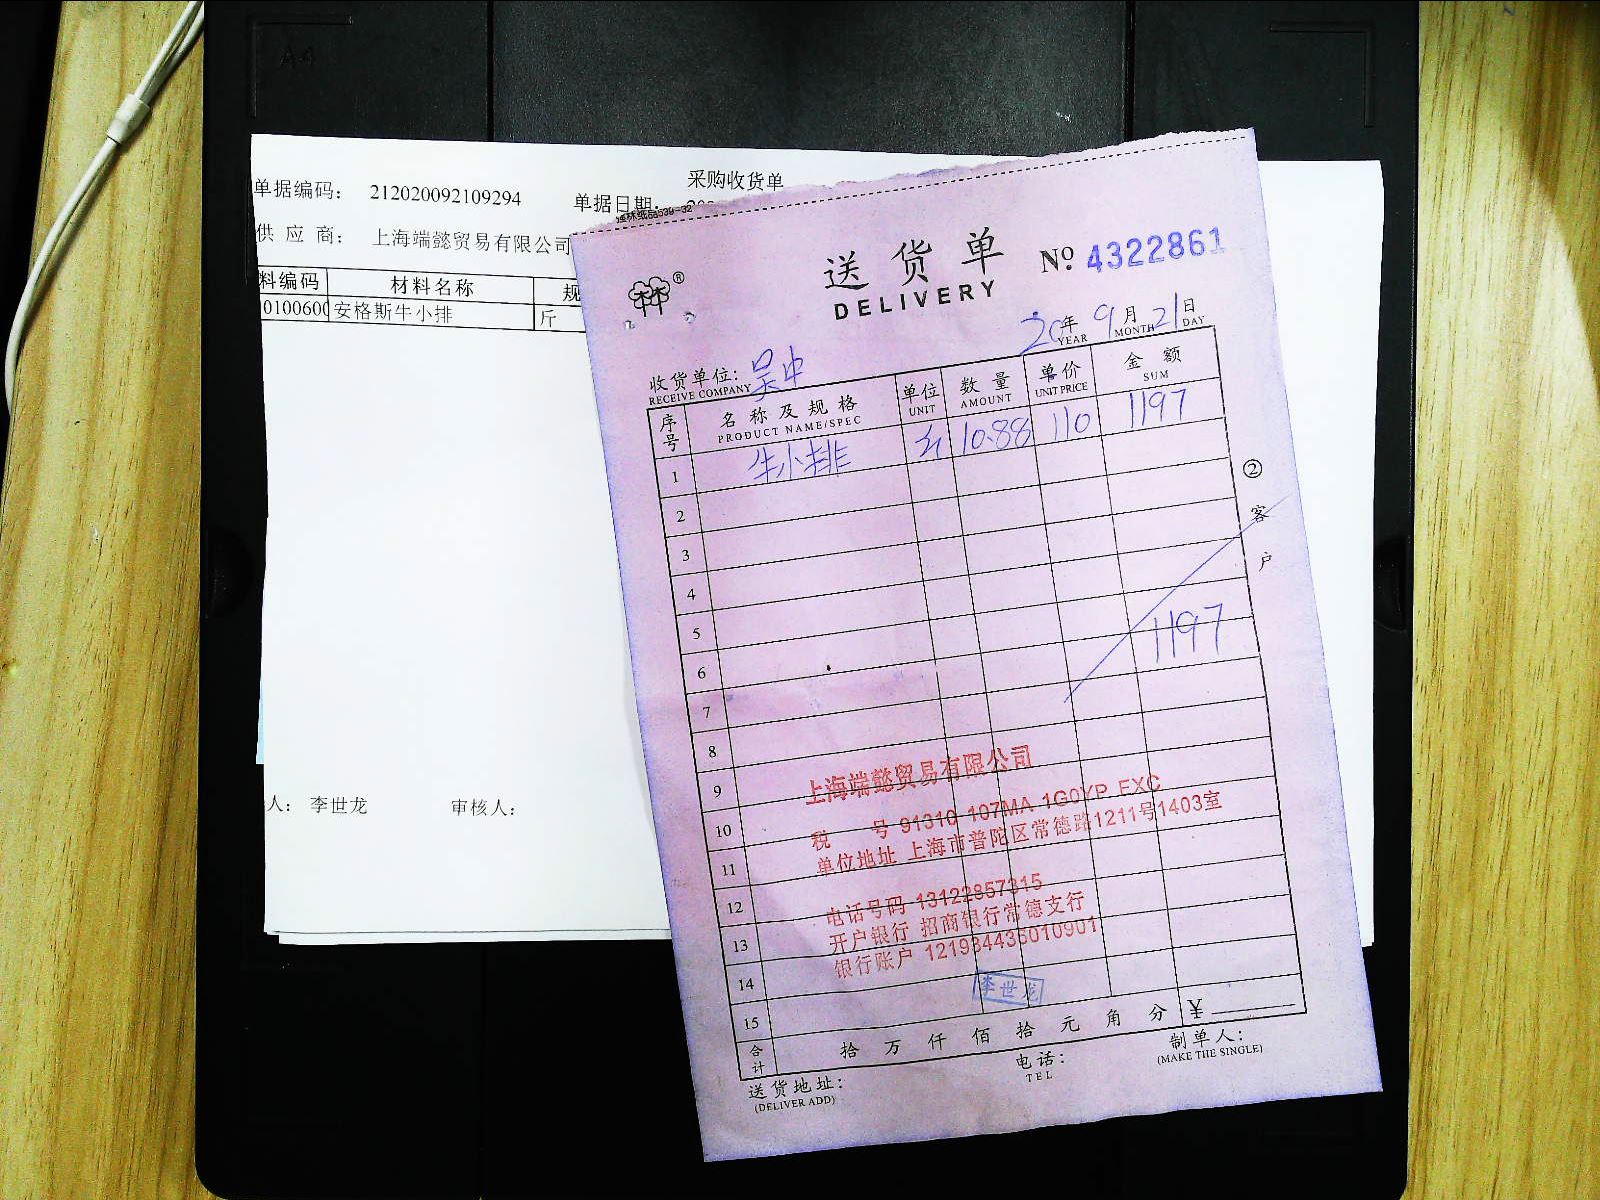 A4
采购收货单
单据编码: 212020092109294 单据日期:
供 应 商: 上海端懿贸易有限公司
料编码 材料名称 规
0100600 安格斯牛小排 斤
人: 李世龙 审核人:
送货单 Nº 4322861
DELIVERY
20年 9月 21日
YEAR MONTH DAY
收货单位: 吴中
RECEIVE COMPANY
序号 名称及规格 单位 数量 单价 金额
PRODUCT NAME/SPEC UNIT AMOUNT UNIT PRICE SUM
1 牛小排 斤 10.88 110 1197
2
3
4
5
6 1197
7
8
9
10
11
12
13
14
15
② 客户
上海端懿贸易有限公司
税 号 91310 107MA 1G0YP FXC
单位地址 上海市普陀区常德路1211号1403室
电话号码 13122857315
开户银行 招商银行常德支行
银行账户 121934436010901
李世龙
合计 拾 万 仟 佰 拾 元 角 分 ¥
送货地址: 电话: 制单人:
(DELIVER ADD) TEL (MAKE THE SINGLE)